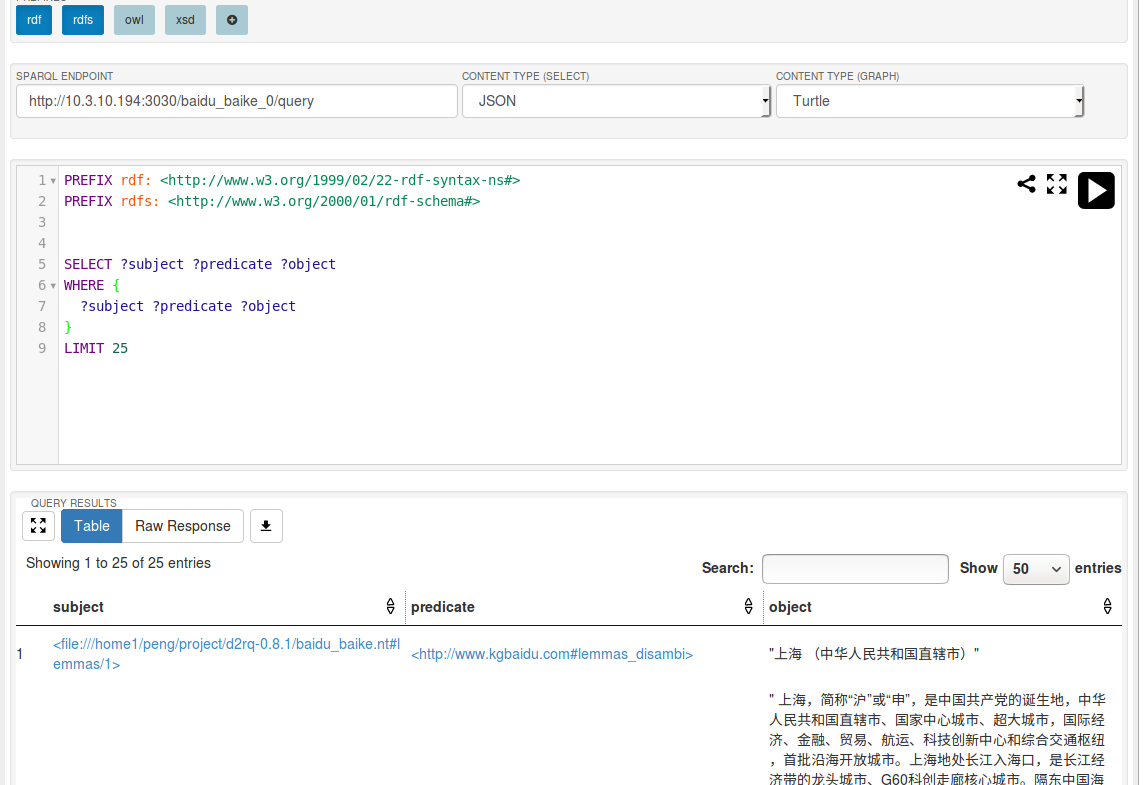 rdf rdfs owl xsd
SPARQL ENDPOINT CONTENT TYPE (SELECT) CONTENT TYPE (GRAPH)
http://10.3.10.194:3030/baidu_baike_0/query JSON Turtle
1 PREFIX rdf: <http://www.w3.org/1999/02/22-rdf-syntax-ns#>
2 PREFIX rdfs: <http://www.w3.org/2000/01/rdf-schema#>
3
4
5 SELECT ?subject ?predicate ?object
6 WHERE {
7 ?subject ?predicate ?object
8 }
9 LIMIT 25
QUERY RESULTS
Table Raw Response
Showing 1 to 25 of 25 entries Search: Show 50 entries
subject predicate object
1 <file:///home1/peng/project/d2rq-0.8.1/baidu_baike.nt#l
emmas/1> <http://www.kgbaidu.com#lemmas_disambi> "上海 （中华人民共和国直辖市）"
" 上海，简称“沪”或“申”，是中国共产党的诞生地，中华
人民共和国直辖市、国家中心城市、超大城市，国际经
济、金融、贸易、航运、科技创新中心和综合交通枢纽
，首批沿海开放城市。上海地处长江入海口，是长江经
济带的龙头城市、G60科创走廊核心城市。隔东中国海